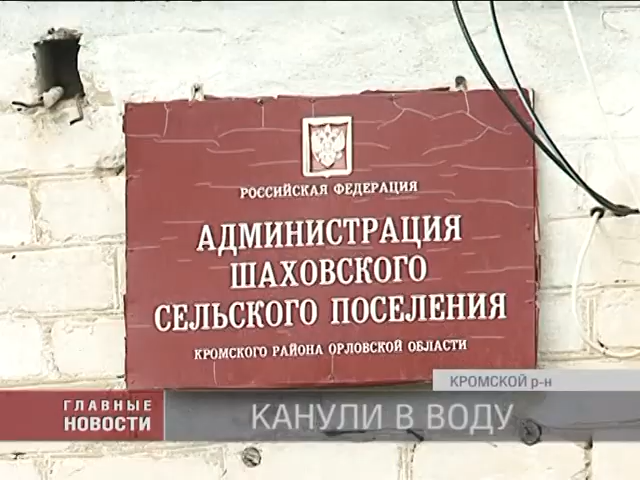 РОССИЙСКАЯ ФЕДЕРАЦИЯ
АДМИНИСТРАЦИЯ
ШАХОВСКОГО
СЕЛЬСКОГО ПОСЕЛЕНИЯ
КРОМСКОГО РАЙОНА ОРЛОВСКОЙ ОБЛАСТИ
КРОМСКОЙ р-н
ГЛАВНЫЕ
НОВОСТИ
КАНУЛИ В ВОДУ